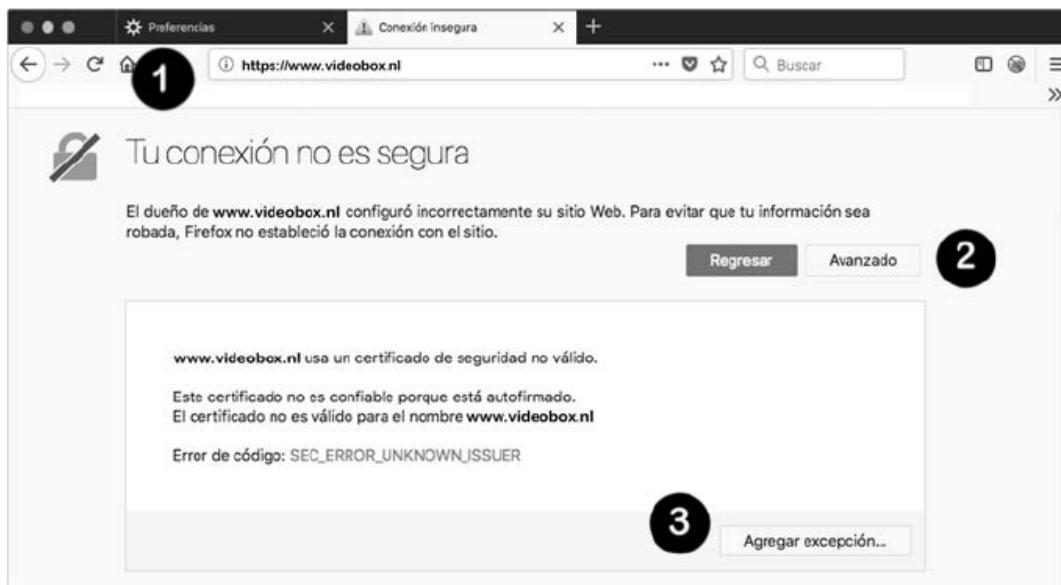 Preferencias
Conexión insegura
1
https://www.videobox.nl
Buscar
Tu conexión no es segura
El dueño de www.videobox.nl configuró incorrectamente su sitio Web. Para evitar que tu información sea
robada, Firefox no estableció la conexión con el sitio.
Regresar
Avanzado
2
www.videobox.nl usa un certificado de seguridad no válido.
Este certificado no es confiable porque está autofirmado.
El certificado no es válido para el nombre www.videobox.nl
Error de código: SEC_ERROR_UNKNOWN_ISSUER
3
Agregar excepción...